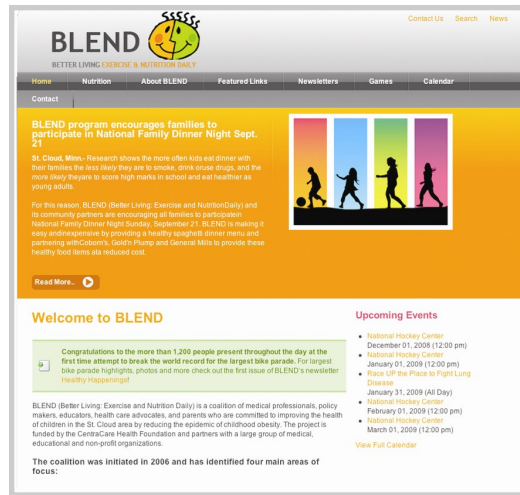 Contact Us Search News
BLEND
BETTER LIVING EXERCISE & NUTRITION DAILY
Home Nutrition About BLEND Featured Links Newsletters Games Calendar
Contact
BLEND program encourages families to
participate in National Family Dinner Night Sept.
21
St. Cloud, Minn.- Research shows the more often kids eat dinner with
their families the less likely they are to smoke, drink oruse drugs, and the
more likely theyare to score high marks in school and eat healthier as
young adults.
For this reason, BLEND (Better Living: Exercise and NutritionDaily) and
its community partners are encouraging all families to participatein
National Family Dinner Night Sunday, September 21. BLEND is making it
easy andinexpensive by providing a healthy spaghetti dinner menu and
partnering withCoborn's, Gold'n Plump and General Mills to provide these
healthy food items ata reduced cost.
Read More..
Welcome to BLEND
Congratulations to the more than 1,200 people present throughout the day at the
first time attempt to break the world record for the largest bike parade. For largest
bike parade highlights, photos and more check out the first issue of BLEND's newsletter
Healthy Happenings!
BLEND (Better Living: Exercise and Nutrition Daily) is a coalition of medical professionals, policy
makers, educators, health care advocates, and parents who are committed to improving the health
of children in the St. Cloud area by reducing the epidemic of childhood obesity. The project is
funded by the CentraCare Health Foundation and partners with a large group of medical,
educational and non-profit organizations.
The coalition was initiated in 2006 and has identified four main areas of
focus:
Upcoming Events
National Hockey Center
December 01, 2008 (12:00 pm)
National Hockey Center
January 01, 2009 (12:00 pm)
Race UP the Place to Fight Lung
Disease
January 31, 2009 (All Day)
National Hockey Center
February 01, 2009 (12:00 pm)
National Hockey Center
March 01, 2009 (12:00 pm)
View Full Calendar